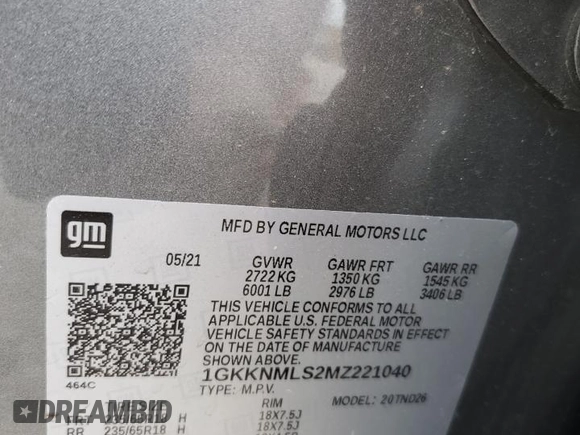 gm
MFD BY GENERAL MOTORS LLC
05/21 GVWR GAWR FRT GAWR RR
2722 KG 1350 KG 1545 KG
6001 LB 2976 LB 3406 LB
THIS VEHICLE CONFORMS TO ALL
APPLICABLE U.S. FEDERAL MOTOR
VEHICLE SAFETY STANDARDS IN EFFECT
ON THE DATE OF MANUFACTURE
SHOWN ABOVE.
464C
1GKKNMLS2MZ221040
TYPE: M.P.V. MODEL: 20TND26
RIM
18X7.5J
RR 235/65R18 H 18X7.5J
DREAMBID